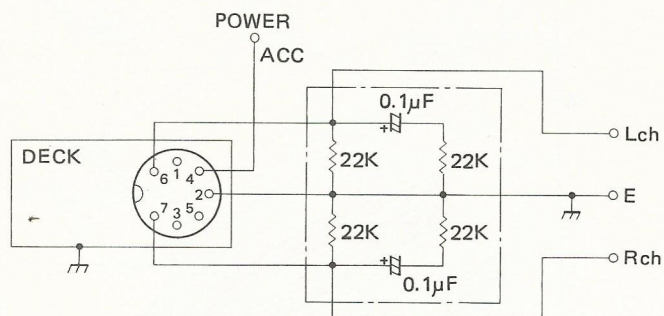 POWER
ACC
0.1µF
+
Lch
DECK
22K
22K
6
1
4
2
E
7
3
5
22K
22K
+
0.1µF
Rch